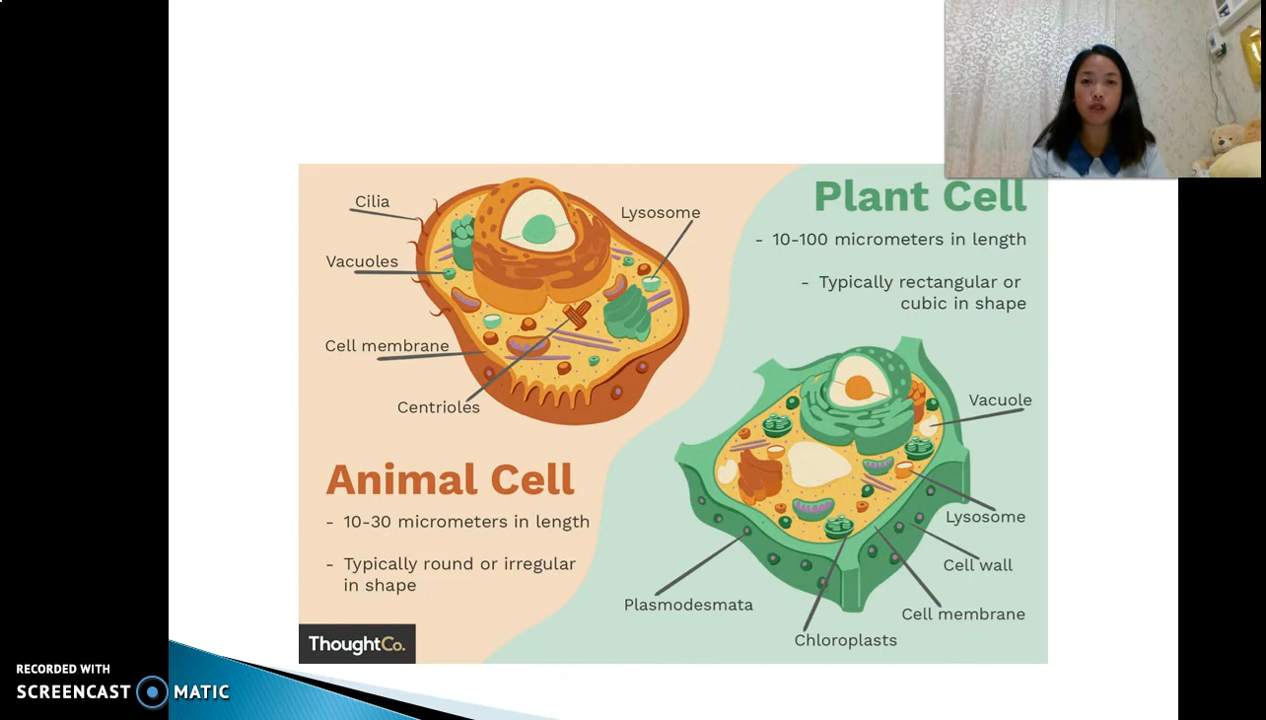 Cilia
Lysosome
Vacuoles
Cell membrane
Centrioles
Animal Cell
- 10-30 micrometers in length
- Typically round or irregular
in shape
ThoughtCo.
Plant Cell
- 10-100 micrometers in length
- Typically rectangular or
cubic in shape
Vacuole
Lysosome
Cell wall
Cell membrane
Plasmodesmata
Chloroplasts
RECORDED WITH
SCREENCAST MATIC